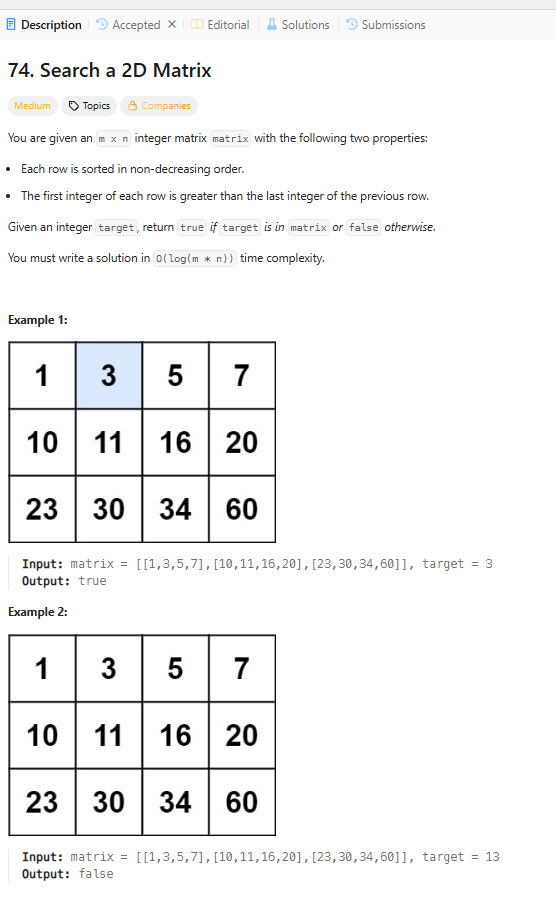 Description Accepted × Editorial Solutions Submissions
74. Search a 2D Matrix
Medium Topics Companies
You are given an m x n integer matrix matrix with the following two properties:
• Each row is sorted in non-decreasing order.
• The first integer of each row is greater than the last integer of the previous row.
Given an integer target, return true if target is in matrix or false otherwise.
You must write a solution in O(log(m * n)) time complexity.
Example 1:
1 3 5 7
10 11 16 20
23 30 34 60
Input: matrix = [[1,3,5,7],[10,11,16,20],[23,30,34,60]], target = 3
Output: true
Example 2:
1 3 5 7
10 11 16 20
23 30 34 60
Input: matrix = [[1,3,5,7],[10,11,16,20],[23,30,34,60]], target = 13
Output: false